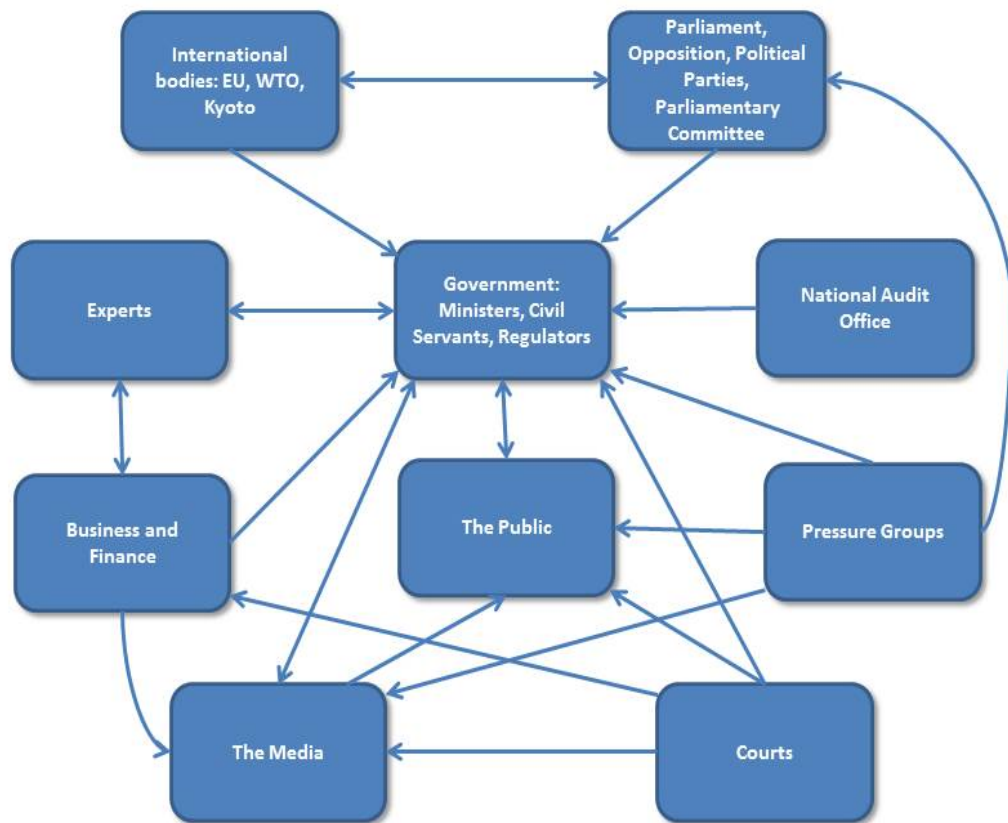 International
bodies: EU, WTO,
Kyoto
Parliament,
Opposition, Political
Parties,
Parliamentary
Committee
Experts
Government:
Ministers, Civil
Servants, Regulators
National Audit
Office
Business and
Finance
The Public
Pressure Groups
The Media
Courts